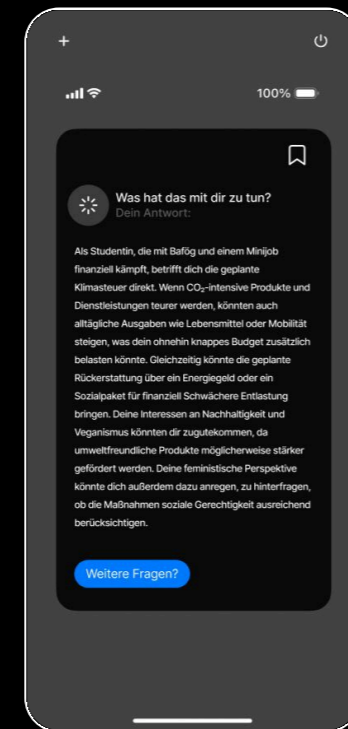 +
100%
Was hat das mit dir zu tun?
Dein Antwort:
Als Studentin, die mit Bafög und einem Minijob
finanziell kämpft, betrifft dich die geplante
Klimasteuer direkt. Wenn CO₂-intensive Produkte und
Dienstleistungen teurer werden, könnten auch
alltägliche Ausgaben wie Lebensmittel oder Mobilität
steigen, was dein ohnehin knappes Budget zusätzlich
belasten könnte. Gleichzeitig könnte die geplante
Rückerstattung über ein Energiegeld oder ein
Sozialpaket für finanziell Schwächere Entlastung
bringen. Deine Interessen an Nachhaltigkeit und
Veganismus könnten dir zugutekommen, da
umweltfreundliche Produkte möglicherweise stärker
gefördert werden. Deine feministische Perspektive
könnte dich außerdem dazu anregen, zu hinterfragen,
ob die Maßnahmen soziale Gerechtigkeit ausreichend
berücksichtigen.
Weitere Fragen?